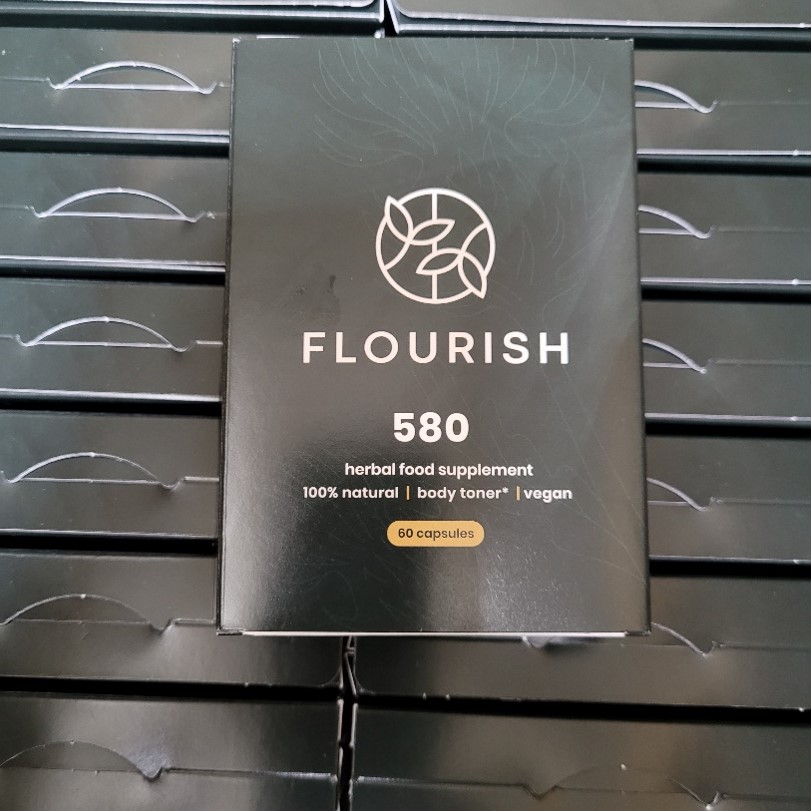 FLOURISH
580
herbal food supplement
100% natural | body toner* | vegan
60 capsules